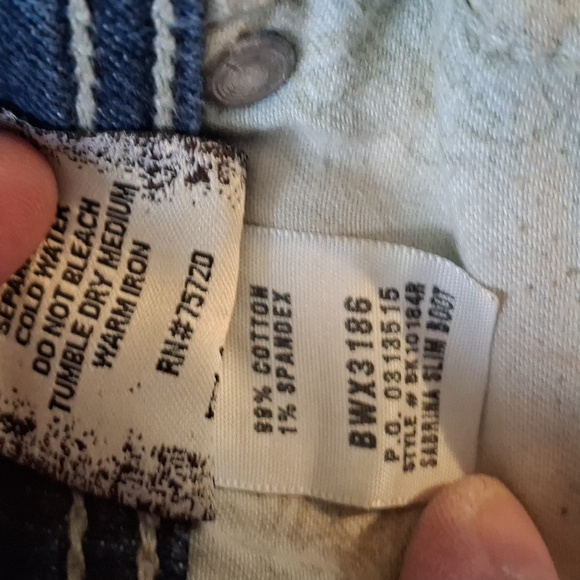 COLD WATER
DO NOT BLEACH
TUMBLE DRY MEDIUM
WARM IRON
RN#75720
99% COTTON
1% SPANDEX
BWX3186
P.O. 0313515
STYLE # BK10184R
SABRINA SLIM BOOT